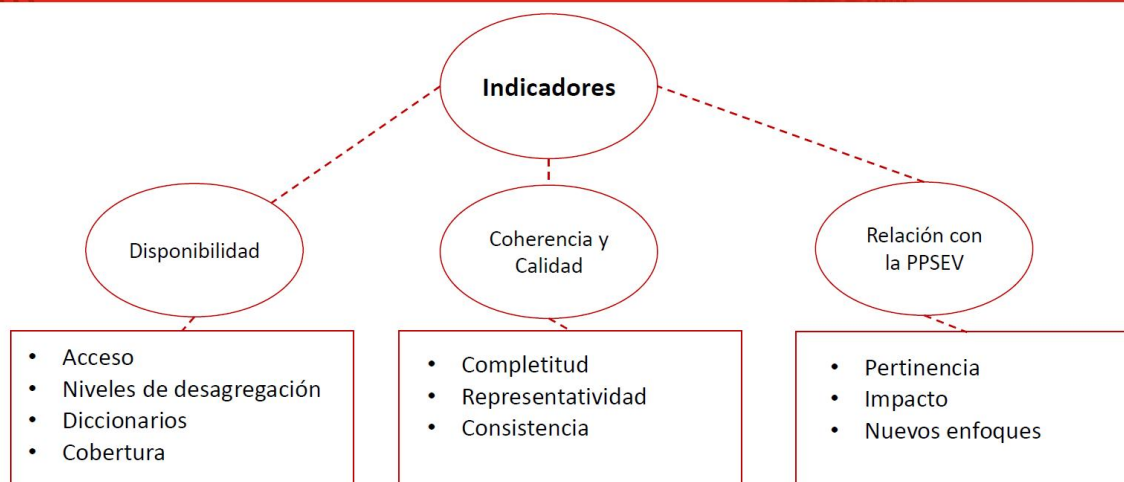 Indicadores
Disponibilidad
Coherencia y
Calidad
Relación con
la PPSEV
• Acceso
• Niveles de desagregación
• Diccionarios
• Cobertura
• Completitud
• Representatividad
• Consistencia
• Pertinencia
• Impacto
• Nuevos enfoques